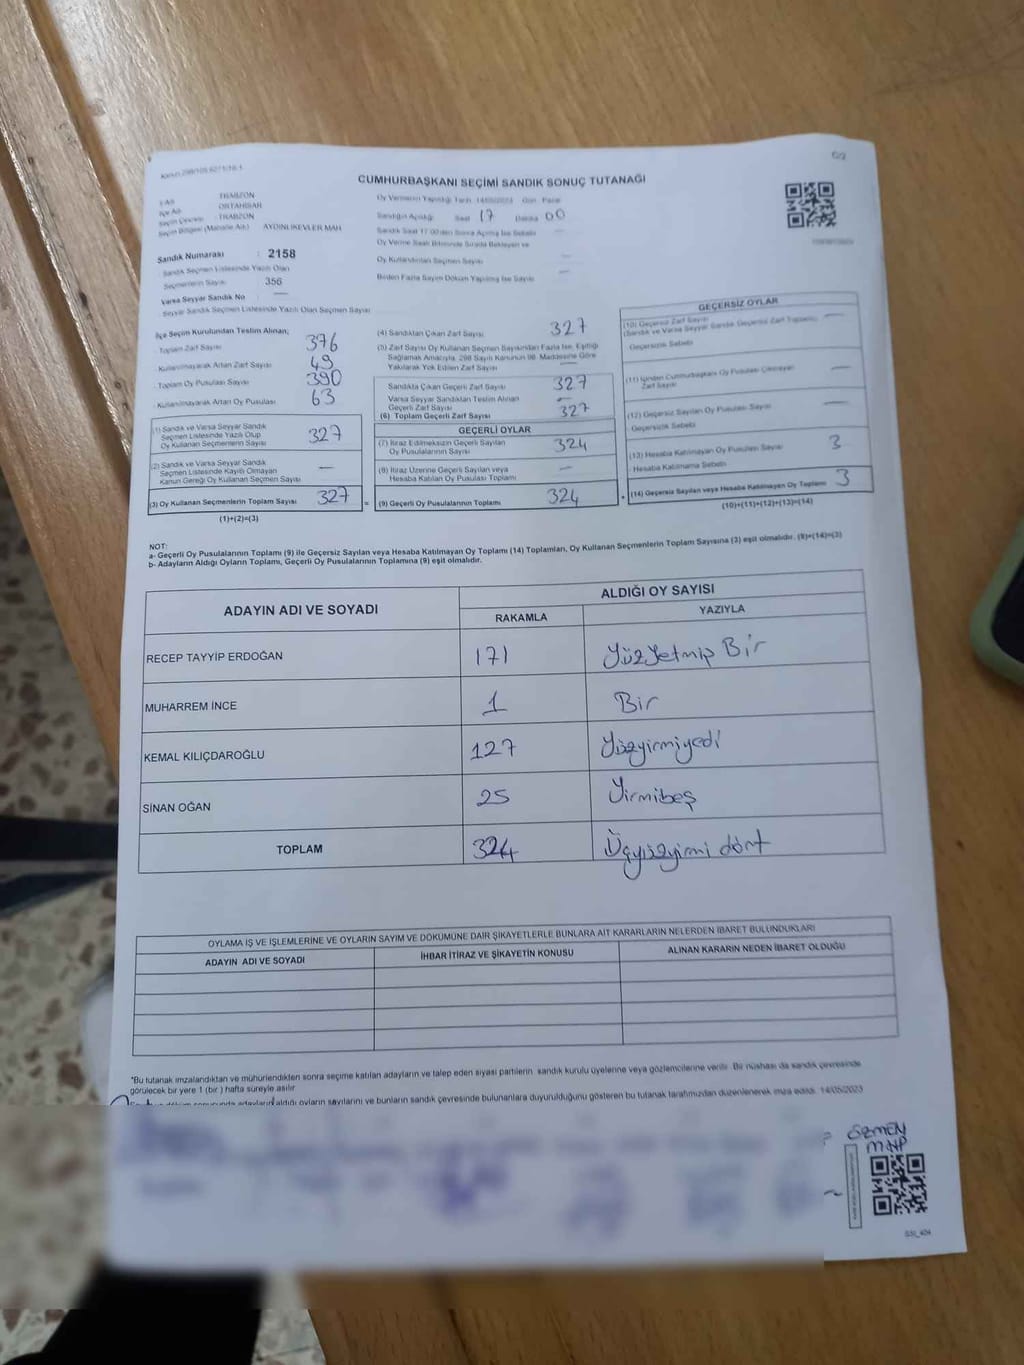 CUMHURBAŞKANI SEÇİMİ SANDIK SONUÇ TUTANAĞI
İl Adı : TRABZON
İlçe Adı : ORTAHİSAR
Seçim Çevresi : TRABZON
Seçim Bölgesi (Mahalle Adı) : AYDINLIKEVLER MAH
Sandık Numarası : 2158
Sandık Seçmen Listesinde Yazılı Olan
Seçmenlerin Sayısı : 356
Varsa Seyyar Sandık No
Seyyar Sandık Seçmen Listesinde Yazılı Olan Seçmen Sayısı
Oy Vermenin Yapıldığı Tarih 14/05/2023 Gün Pazar
Sandığın Açıldığı Saat 17 Dakika 00
Sandık Saat 17:00'den Sonra Açılmış İse Sebebi
Oy Verme Saati Bitiminde Sırada Bekleyen ve
Oy Kullandırılan Seçmen Sayısı
Birden Fazla Sayım Döküm Yapılmış İse Sayısı
İlçe Seçim Kurulundan Teslim Alınan;
Toplam Zarf Sayısı 376
Kullanılmayarak Artan Zarf Sayısı 49
Toplam Oy Pusulası Sayısı 390
Kullanılmayarak Artan Oy Pusulası 63
(1) Sandık ve Varsa Seyyar Sandık
Seçmen Listesinde Yazılı Olup
Oy Kullanan Seçmenlerin Sayısı 327
(2) Sandık ve Varsa Seyyar Sandık
Seçmen Listesinde Kayıtlı Olmayan
Kanun Gereği Oy Kullanan Seçmen Sayısı —
(3) Oy Kullanan Seçmenlerin Toplam Sayısı 327
(1)+(2)=(3)
(4) Sandıktan Çıkan Zarf Sayısı 327
(5) Zarf Sayısı Oy Kullanan Seçmen Sayısından Fazla İse, Eşitliği
Sağlamak Amacıyla, 298 Sayılı Kanunun 98. Maddesine Göre
Yakılarak Yok Edilen Zarf Sayısı —
Sandıkta Çıkan Geçerli Zarf Sayısı 327
Varsa Seyyar Sandıktan Teslim Alınan
Geçerli Zarf Sayısı —
(6) Toplam Geçerli Zarf Sayısı 327
GEÇERLİ OYLAR
(7) İtiraz Edilmeksizin Geçerli Sayılan
Oy Pusulalarının Sayısı 324
(8) İtiraz Üzerine Geçerli Sayılan veya
Hesaba Katılan Oy Pusulası Toplamı —
(9) Geçerli Oy Pusulalarının Toplamı 324
GEÇERSİZ OYLAR
(10) Geçersiz Zarf Sayısı —
(Sandık ve Varsa Seyyar Sandık Geçersiz Zarf Toplamı)
Geçersizlik Sebebi
(11) İçinden Cumhurbaşkanı Oy Pusulası Çıkmayan
Zarf Sayısı —
(12) Geçersiz Sayılan Oy Pusulası Sayısı —
Geçersizlik Sebebi
(13) Hesaba Katılmayan Oy Pusulası Sayısı 3
Hesaba Katılmama Sebebi
(14) Geçersiz Sayılan veya Hesaba Katılmayan Oy Toplamı 3
(10)+(11)+(12)+(13)=(14)
NOT:
a- Geçerli Oy Pusulalarının Toplamı (9) ile Geçersiz Sayılan veya Hesaba Katılmayan Oy Toplamı (14) Toplamları, Oy Kullanan Seçmenlerin Toplam Sayısına (3) eşit olmalıdır. (9)+(14)=(3)
b- Adayların Aldığı Oyların Toplamı, Geçerli Oy Pusulalarının Toplamına (9) eşit olmalıdır.
ADAYIN ADI VE SOYADI ALDIĞI OY SAYISI
RAKAMLA YAZIYLA
RECEP TAYYİP ERDOĞAN 171 Yüzyetmiş Bir
MUHARREM İNCE 1 Bir
KEMAL KILIÇDAROĞLU 127 Yüzyirmiyedi
SİNAN OĞAN 25 Yirmibeş
TOPLAM 324 Üçyüzyirmi dört
OYLAMA İŞ VE İŞLEMLERİNE VE OYLARIN SAYIM VE DÖKÜMÜNE DAİR ŞİKAYETLERLE BUNLARA AİT KARARLARIN NELERDEN İBARET BULUNDUKLARI
ADAYIN ADI VE SOYADI İHBAR İTİRAZ VE ŞİKAYETİN KONUSU ALINAN KARARIN NEDEN İBARET OLDUĞU
*Bu tutanak imzalandıktan ve mühürlendikten sonra seçime katılan adayların ve talep eden siyasi partilerin sandık kurulu üyelerine veya gözlemcilerine verilir. Bir nüshası da sandık çevresinde
görülecek bir yere 1 (bir) hafta süreyle asılır
adayların aldığı oyların sayılarını ve bunların sandık çevresinde bulunanlara duyurulduğunu gösteren bu tutanak tarafımızdan düzenlenerek imza edildi. 14/05/2023
ÖZMEN
MHP